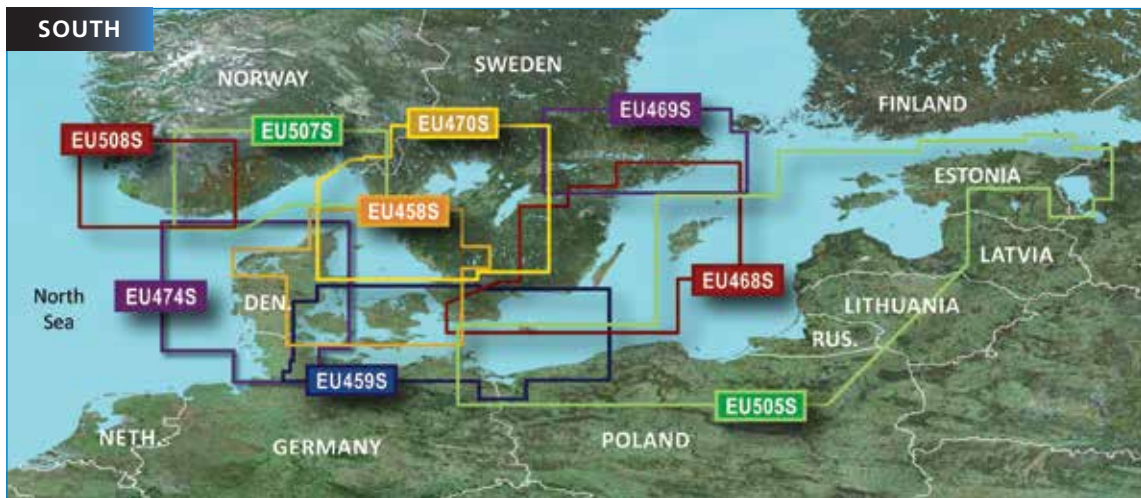 SOUTH
NORWAY
SWEDEN
FINLAND
EU508S
EU507S
EU470S
EU469S
ESTONIA
EU458S
LATVIA
North
Sea
EU474S
DEN.
EU468S
LITHUANIA
RUS.
EU459S
EU505S
NETH.
GERMANY
POLAND